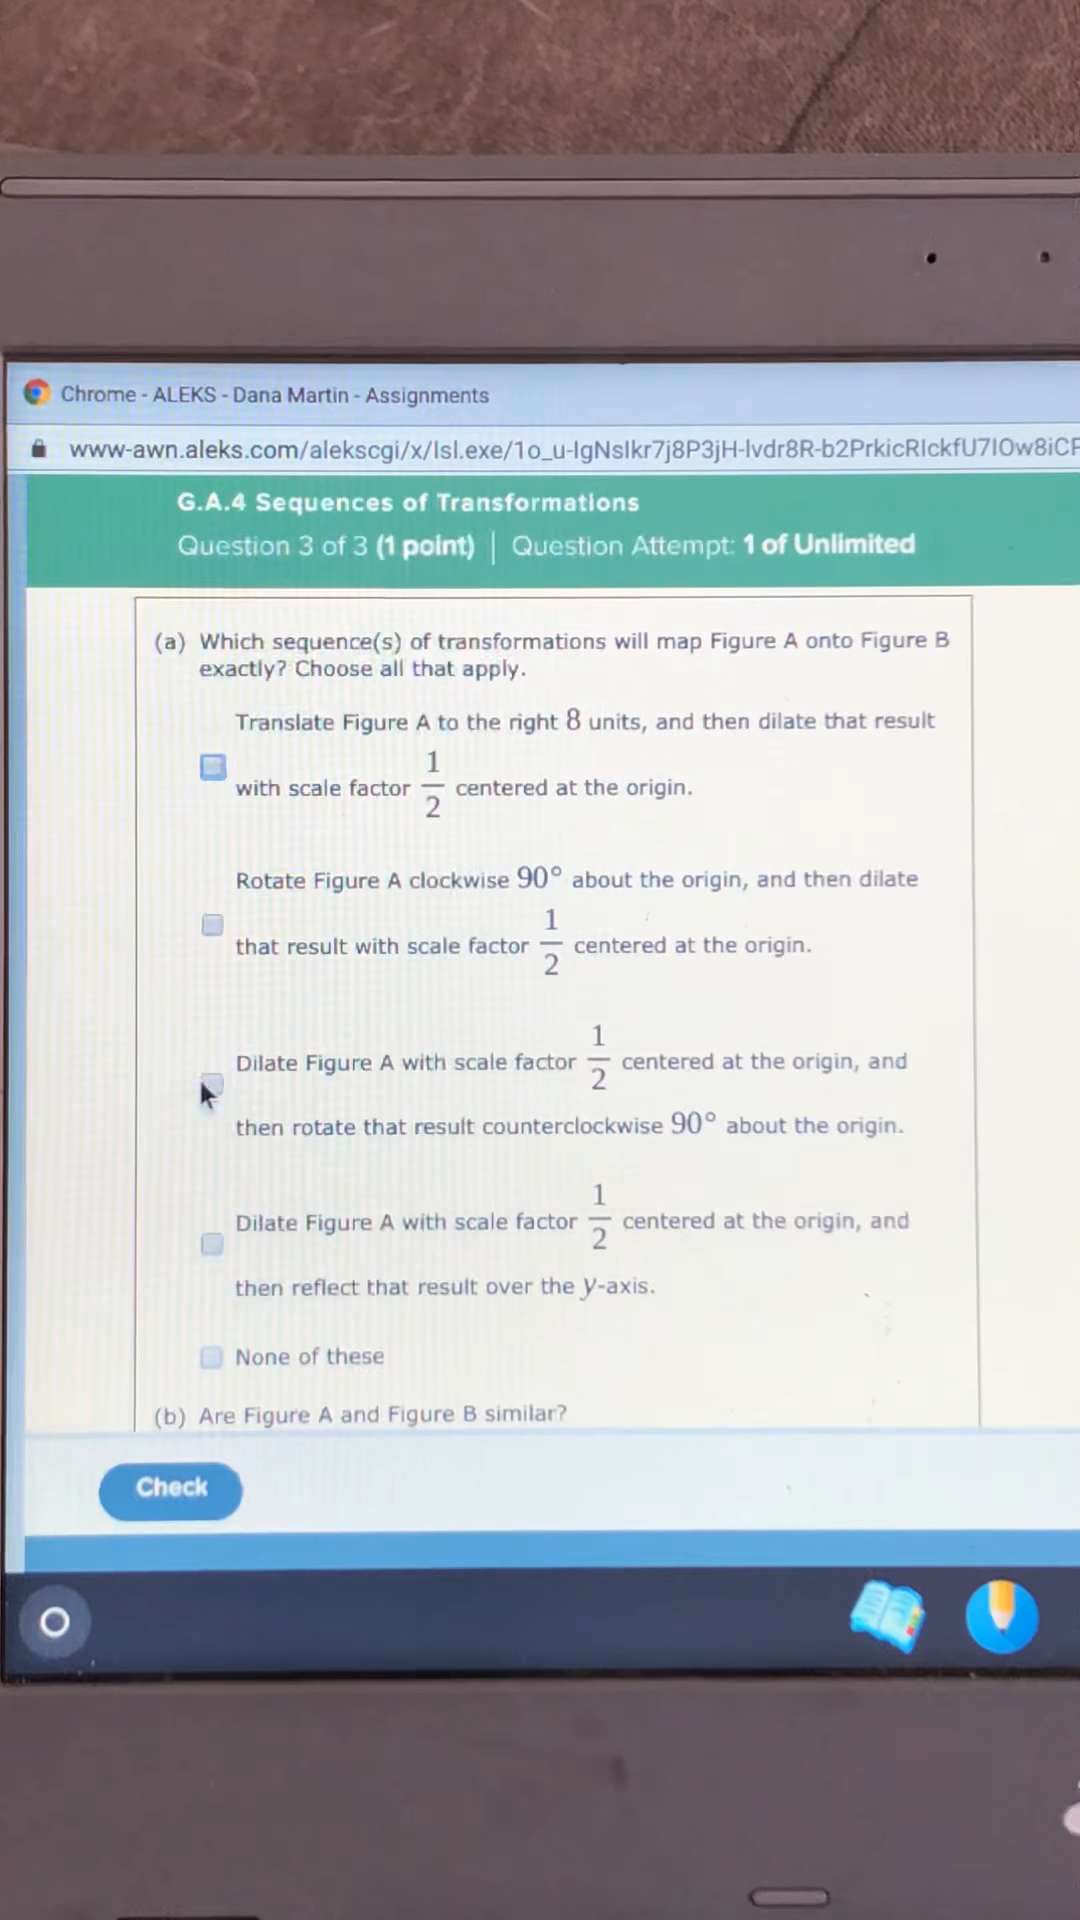 Chrome - ALEKS - Dana Martin - Assignments
www-awn.aleks.com/alekscgi/x/Isl.exe/1o_u-IgNsIkr7j8P3jH-lvdr8R-b2PrkicRIckfU7IOw8iCF
G.A.4 Sequences of Transformations
Question 3 of 3 (1 point) | Question Attempt: 1 of Unlimited
(a) Which sequence(s) of transformations will map Figure A onto Figure B
exactly? Choose all that apply.
Translate Figure A to the right 8 units, and then dilate that result
with scale factor 1/2 centered at the origin.
Rotate Figure A clockwise 90° about the origin, and then dilate
that result with scale factor 1/2 centered at the origin.
Dilate Figure A with scale factor 1/2 centered at the origin, and
then rotate that result counterclockwise 90° about the origin.
Dilate Figure A with scale factor 1/2 centered at the origin, and
then reflect that result over the y-axis.
None of these
(b) Are Figure A and Figure B similar?
Check